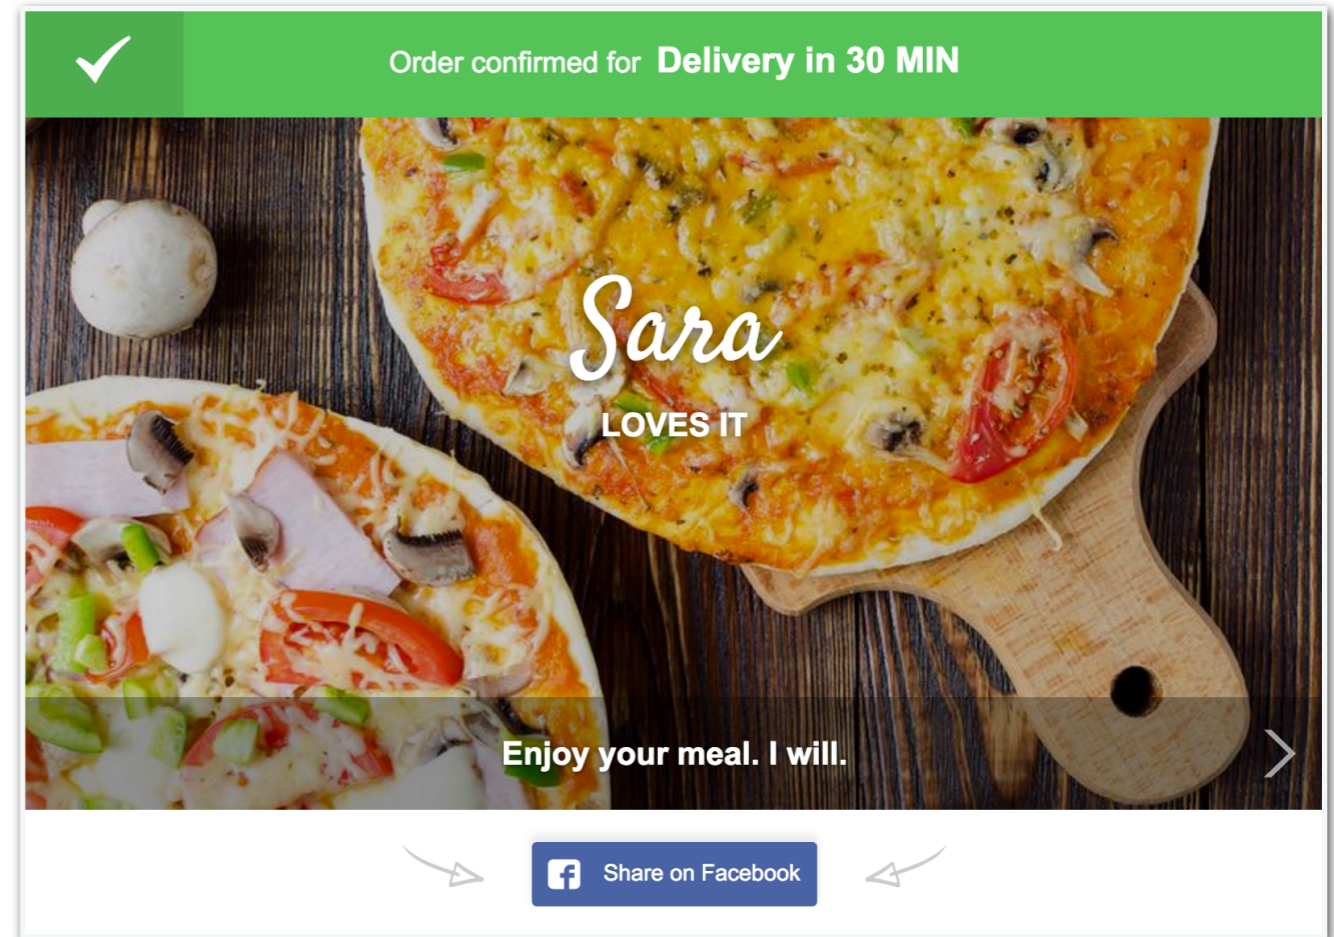 Order confirmed for Delivery in 30 MIN
Sara
LOVES IT
Enjoy your meal. I will.
Share on Facebook